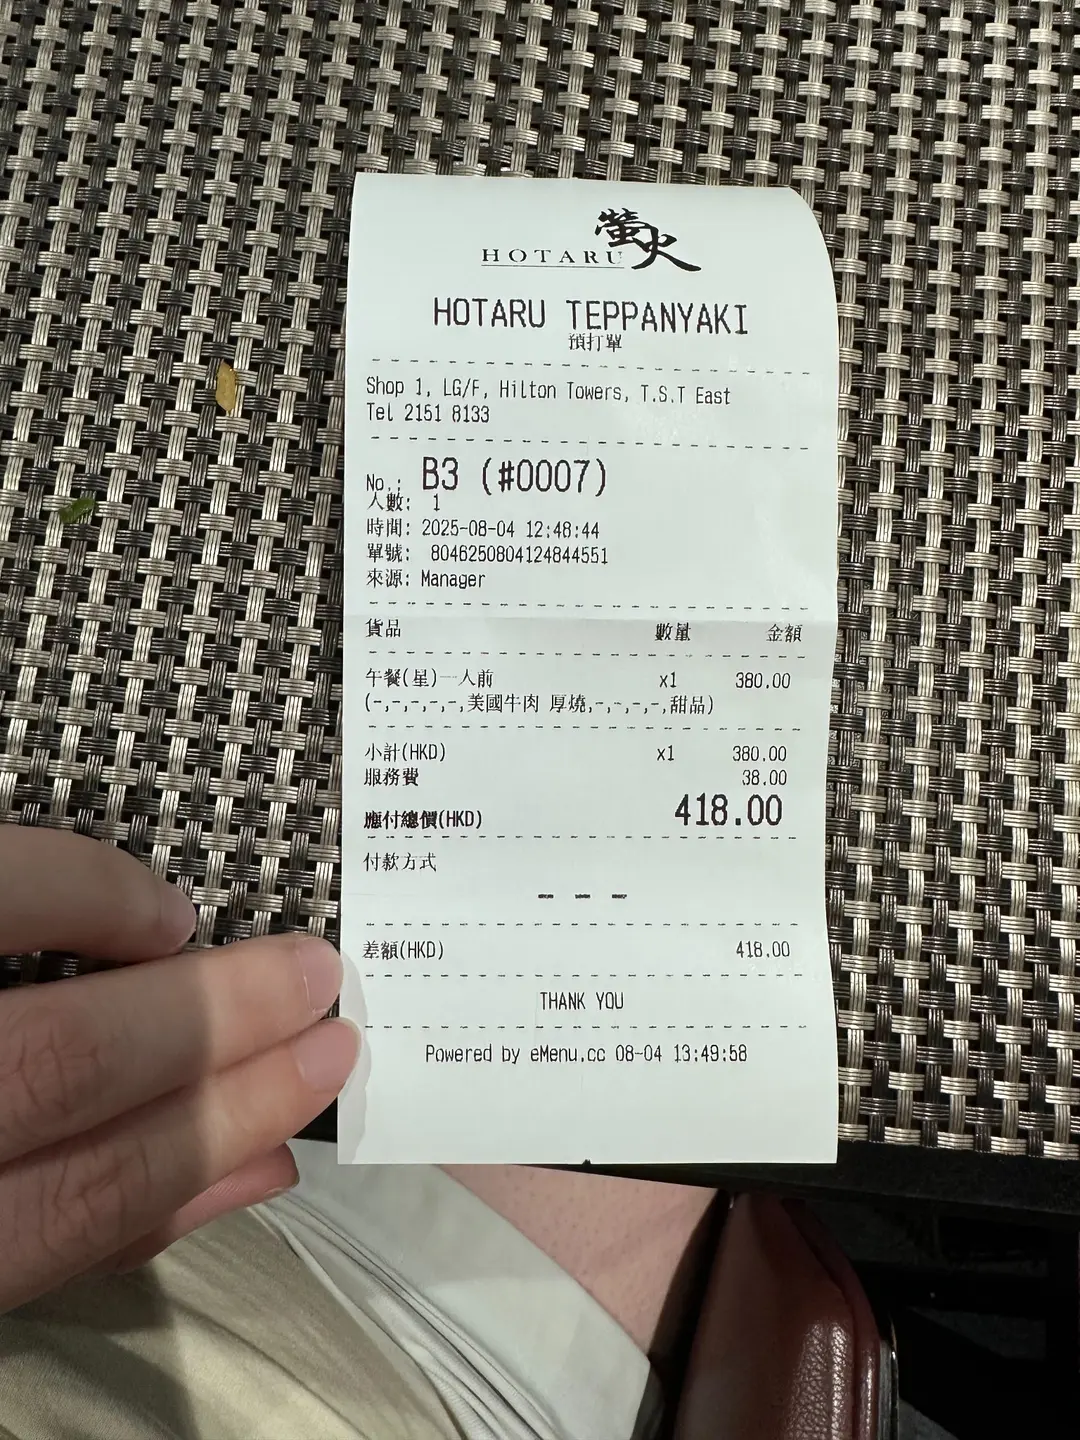 螢火
HOTARU
HOTARU TEPPANYAKI
預打單
Shop 1, LG/F, Hilton Towers, T.S.T East
Tel 2151 8133
No.: B3 (#0007)
人數: 1
時間: 2025-08-04 12:48:44
單號: 8046250804124844551
來源: Manager
貨品 數量 金額
午餐(星)一人前 x1 380.00
(-,-,-,-,-,美國牛肉 厚燒,-,-,-,-,甜品)
小計(HKD) x1 380.00
服務費 38.00
應付總價(HKD) 418.00
付款方式
- - -
差額(HKD) 418.00
THANK YOU
Powered by eMenu.cc 08-04 13:49:58